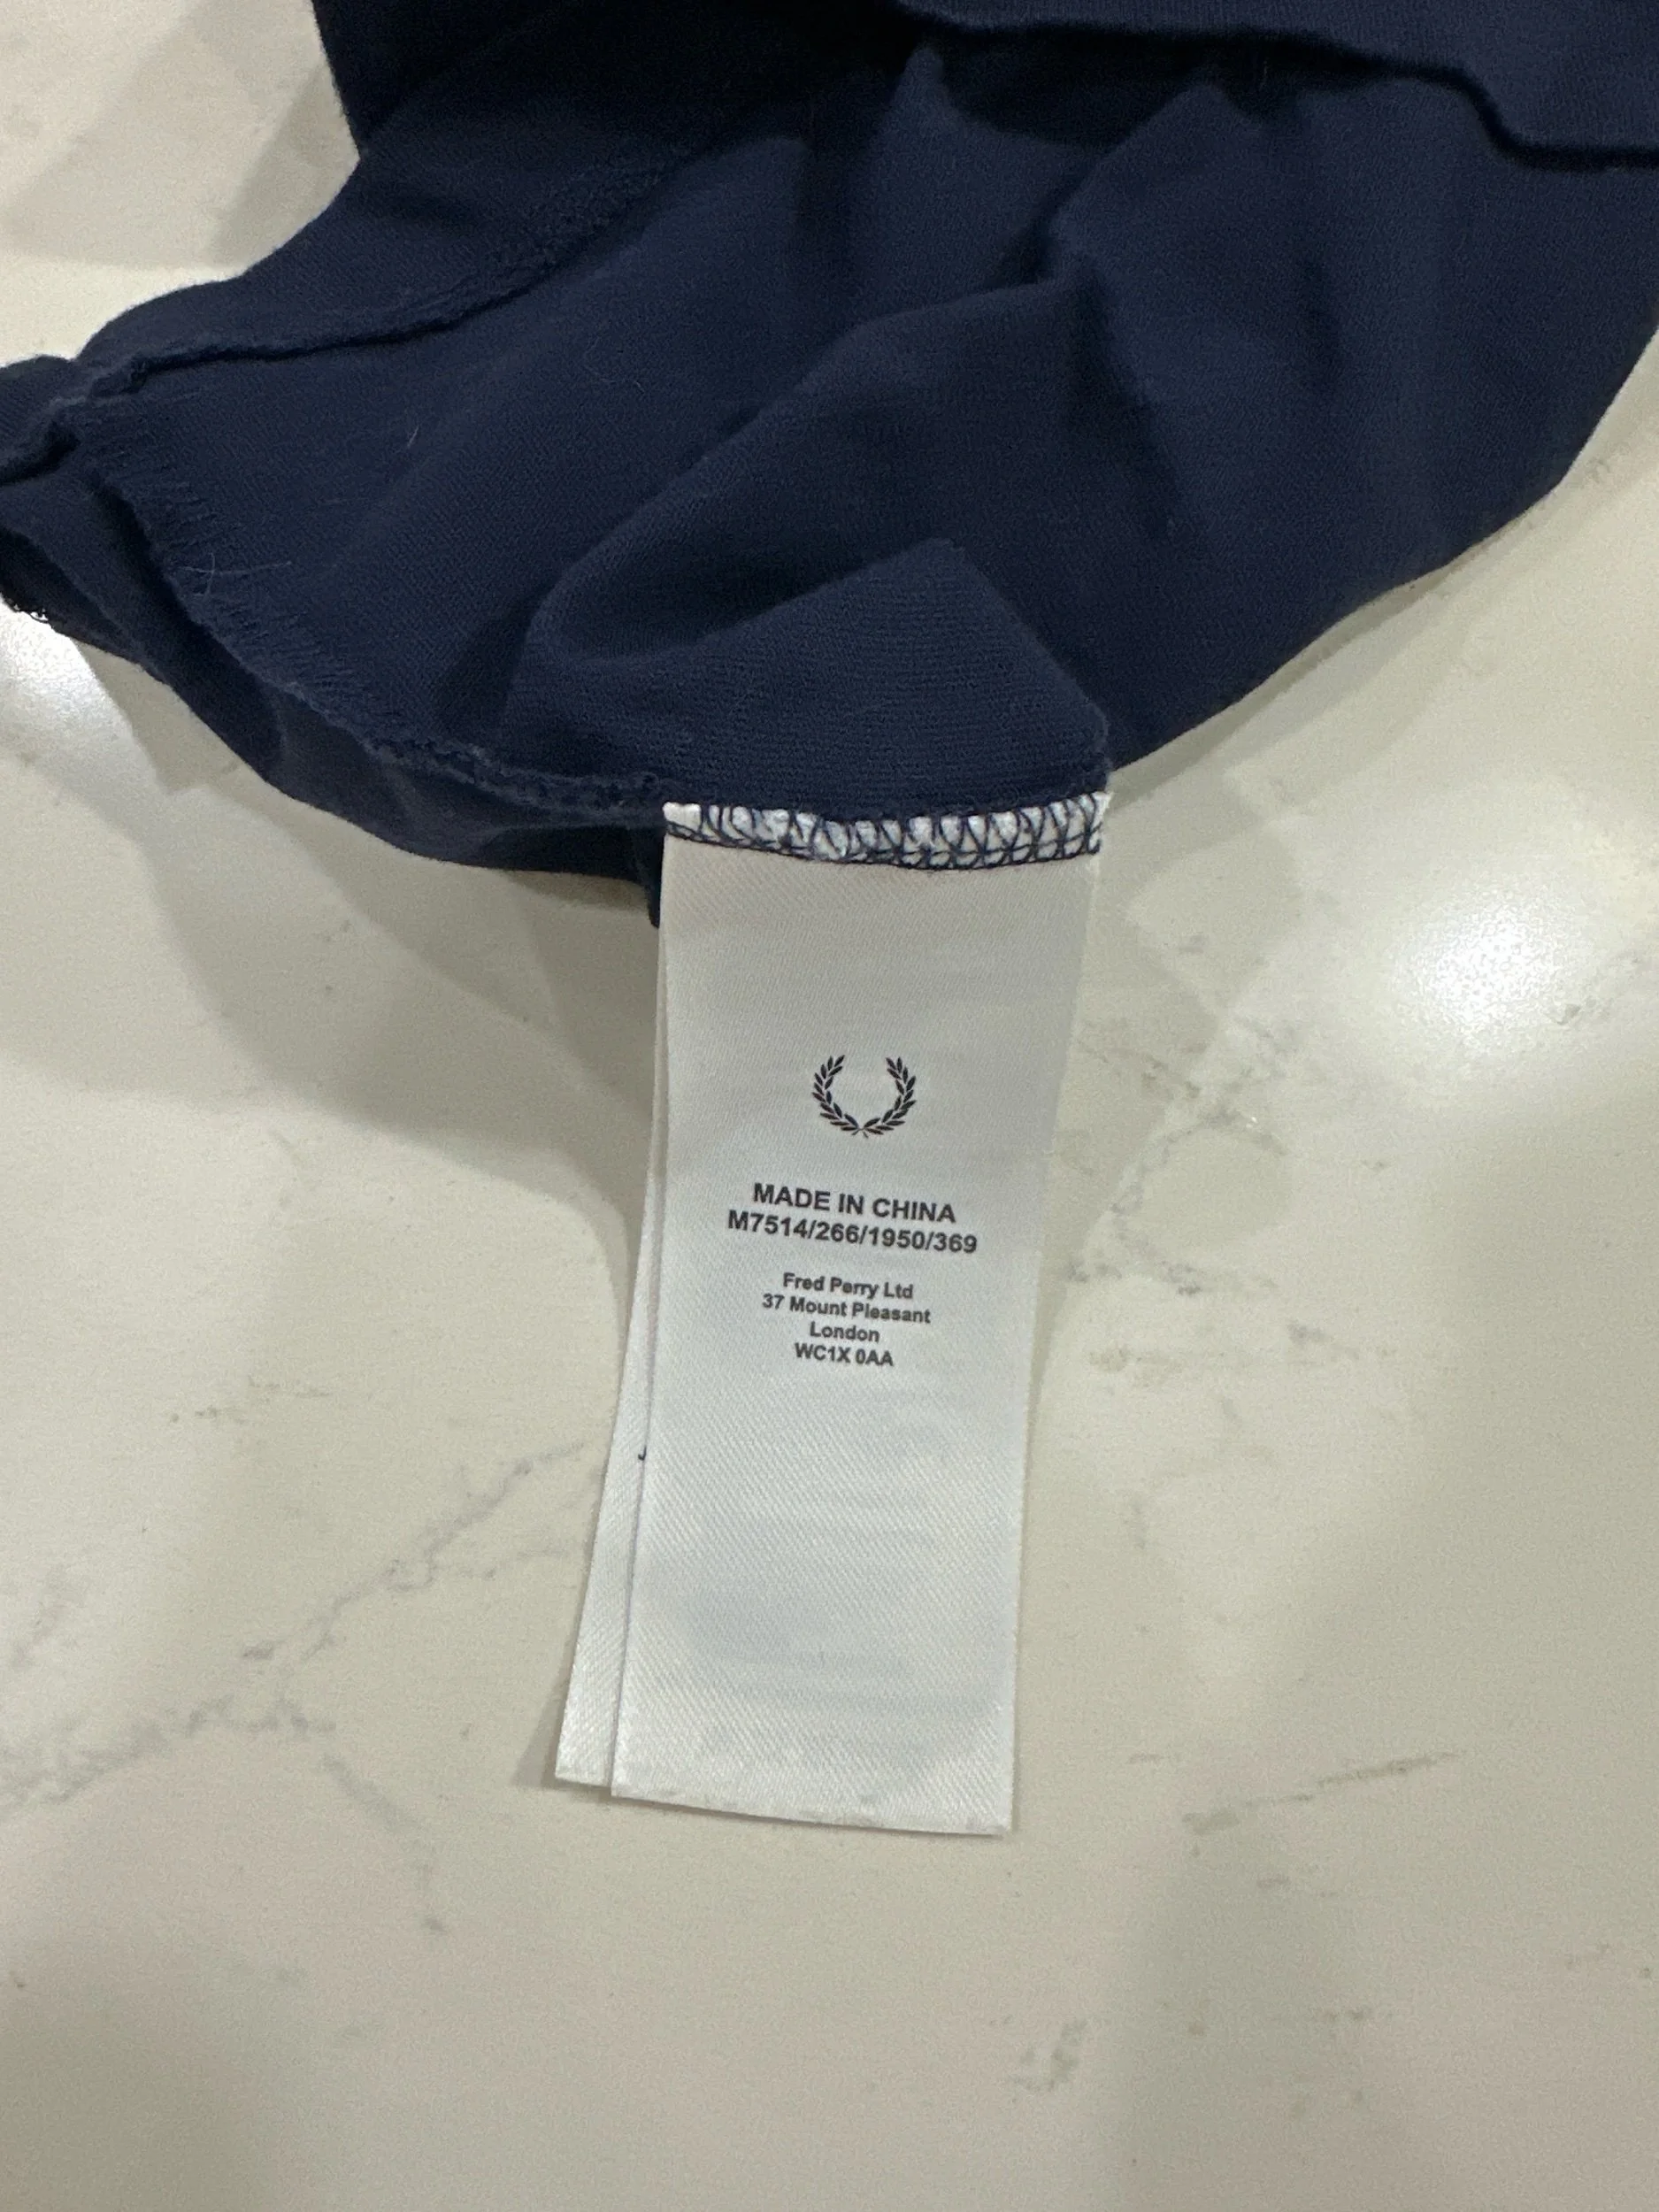 MADE IN CHINA
M7514/266/1950/369
Fred Perry Ltd
37 Mount Pleasant
London
WC1X 0AA